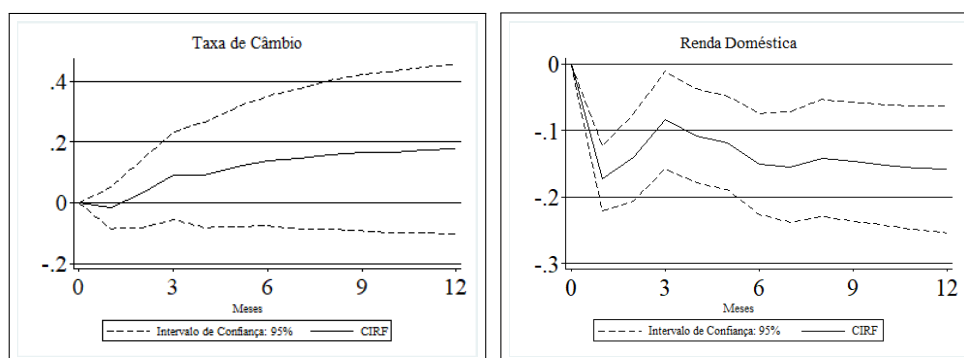 Taxa de Câmbio
.4
.2
0
-.2
0 3 6 9 12
Meses
Intervalo de Confiança: 95% CIRF
Renda Doméstica
0
-.1
-.2
-.3
0 3 6 9 12
Meses
Intervalo de Confiança: 95% CIRF